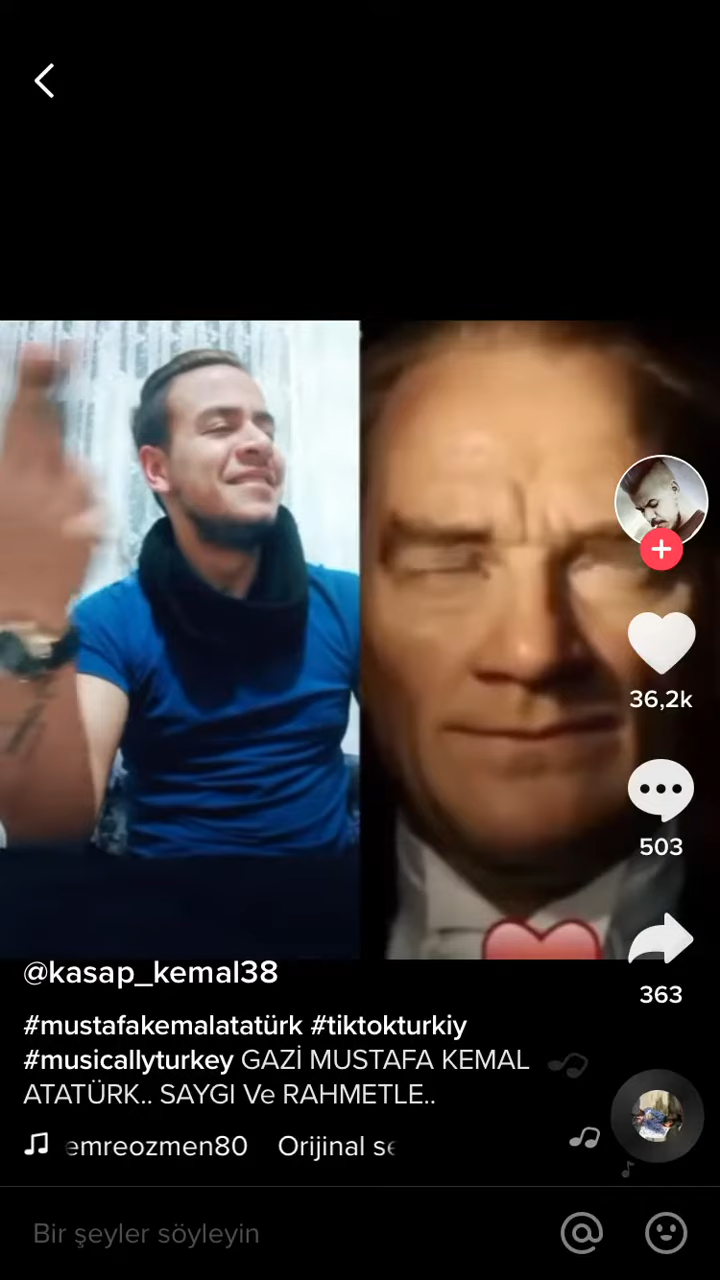 36,2k
503
363
@kasap_kemal38
#mustafakemalatatürk #tiktokturkiy
#musicallyturkey GAZİ MUSTAFA KEMAL
ATATÜRK.. SAYGI Ve RAHMETLE..
emreozmen80 Orijinal se
Bir şeyler söyleyin